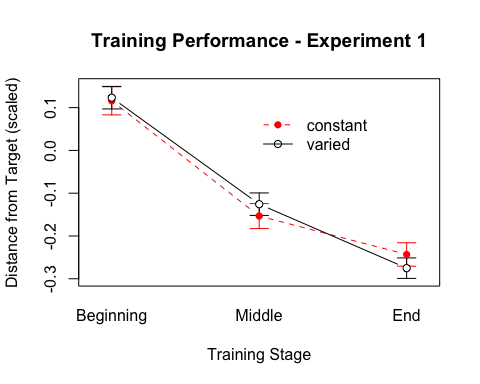 Training Performance - Experiment 1
Distance from Target (scaled)
0.1
0.0
-0.1
-0.2
-0.3
constant
varied
Beginning Middle End
Training Stage